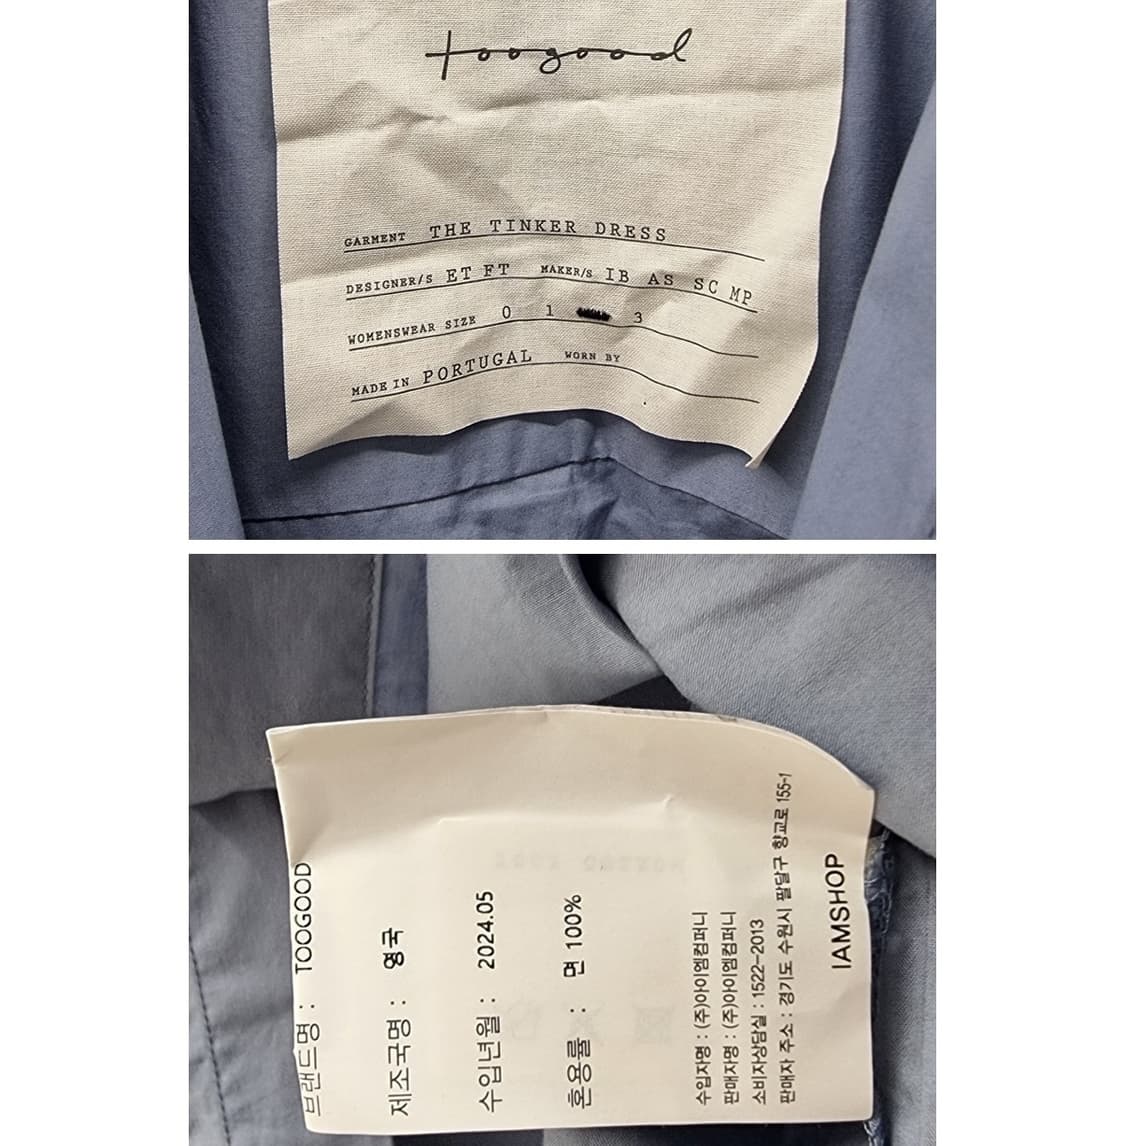 toogood
GARMENT THE TINKER DRESS
DESIGNER/S ET FT MAKER/S IB AS SC MP
WOMENSWEAR SIZE 0 1 3
MADE IN PORTUGAL WORN BY
브랜드명 : TOOGOOD
제조국명 : 영국
수입년월 : 2024.05
혼용률 : 면 100%
수입자명 : (주)아이엠컴퍼니
판매자명 : (주)아이엠컴퍼니
소비자상담실 : 1522-2013
판매자 주소 : 경기도 수원시 팔달구 향교로 155-1
IAMSHOP